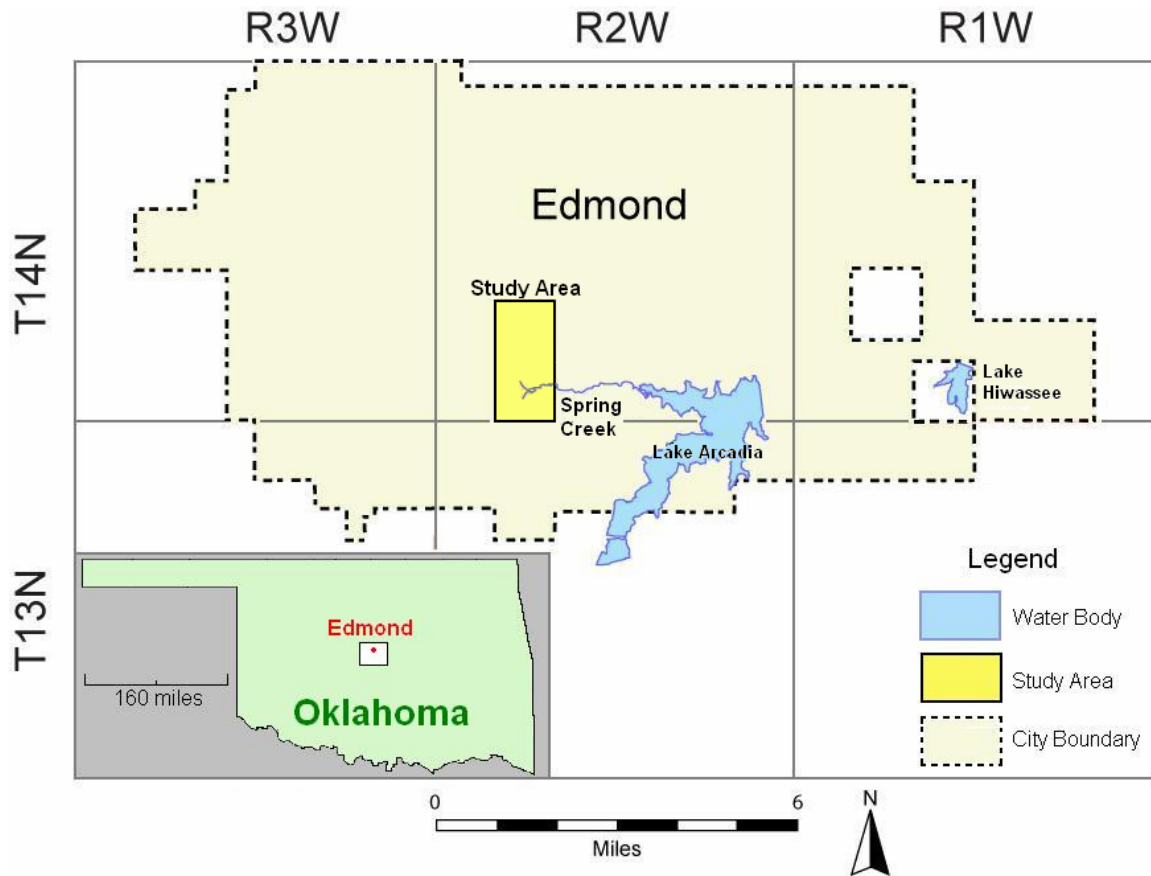 R3W
R2W
R1W
T14N
T13N
Edmond
Study Area
Spring
Creek
Lake Arcadia
Lake
Hiwassee
Edmond
Oklahoma
160 miles
Legend
Water Body
Study Area
City Boundary
0
6
Miles
N